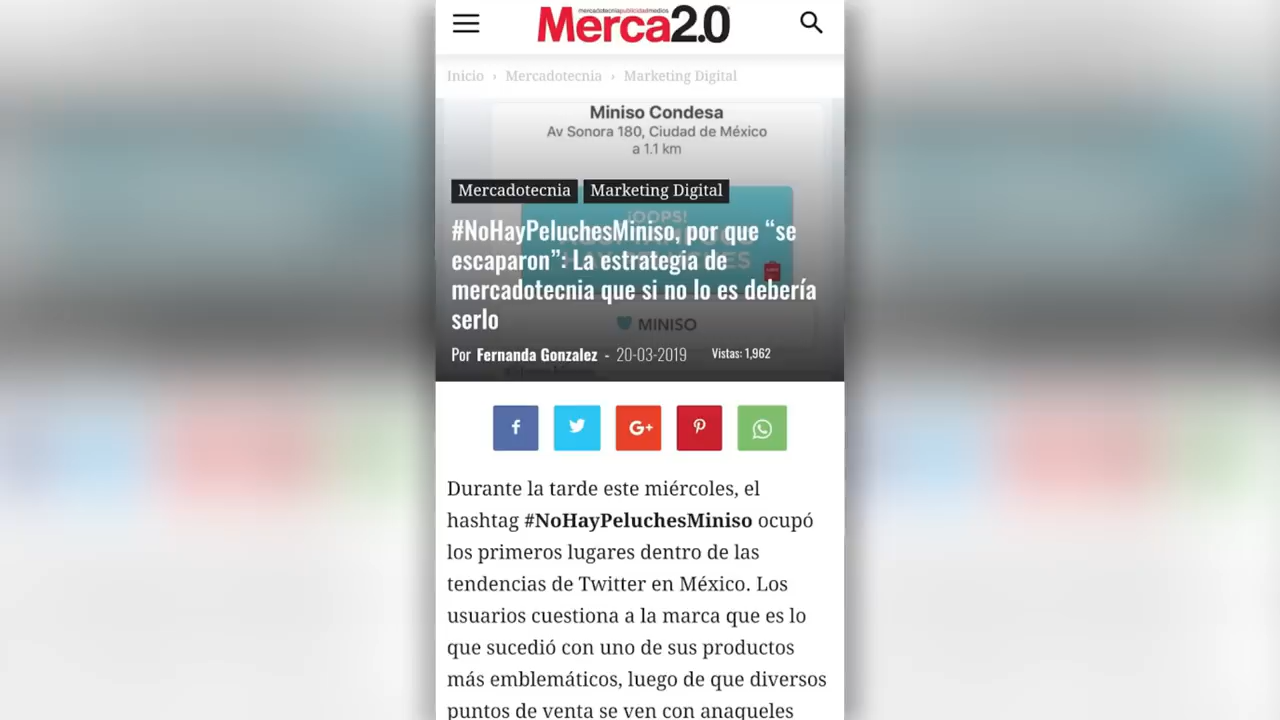 mercadotecniapublicidadmedios
Merca2.0
Inicio › Mercadotecnia › Marketing Digital
Miniso Condesa
Av Sonora 180, Ciudad de México
a 1.1 km
Mercadotecnia Marketing Digital
¡OOPS!
#NoHayPeluchesMiniso, por que “se
escaparon”: La estrategia de
mercadotecnia que si no lo es debería
serlo
MINISO
Por Fernanda Gonzalez - 20-03-2019 Vistas: 1,962
f G+
Durante la tarde este miércoles, el
hashtag #NoHayPeluchesMiniso ocupó
los primeros lugares dentro de las
tendencias de Twitter en México. Los
usuarios cuestiona a la marca que es lo
que sucedió con uno de sus productos
más emblemáticos, luego de que diversos
puntos de venta se ven con anaqueles